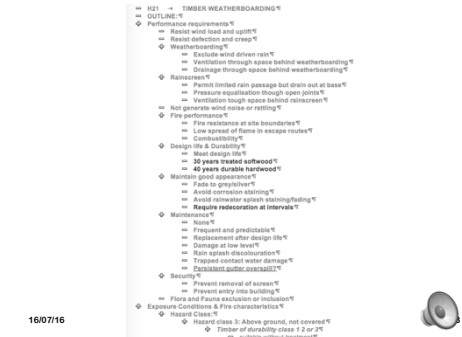 H21 → TIMBER WEATHERBOARDING¶
OUTLINE:¶
Performance requirements¶
Resist wind load and uplift¶
Resist defection and creep¶
Weatherboarding¶
Exclude wind driven rain¶
Ventilation through space behind weatherboarding¶
Drainage through space behind weatherboarding¶
Rainscreen¶
Permit limited rain passage but drain out at base¶
Pressure equalisation though open joints¶
Ventilation tough space behind rainscreen¶
Not generate wind noise or rattling¶
Fire performance¶
Fire resistance at site boundaries¶
Low spread of flame in escape routes¶
Combustibility¶
Design life & Durability¶
Meet design life¶
30 years treated softwood¶
40 years durable hardwood¶
Maintain good appearance¶
Fade to grey/silver¶
Avoid corrosion staining¶
Avoid rainwater splash staining/fading¶
Require redecoration at Intervals¶
Maintenance¶
None¶
Frequent and predictable¶
Replacement after design life¶
Damage at low level¶
Rain splash discolouration¶
Trapped contact water damage¶
Persistent gutter overspill?¶
Security¶
Prevent removal of screen¶
Prevent entry into building¶
Flora and Fauna exclusion or inclusion¶
Exposure Conditions & Fire characteristics¶
Hazard Class:¶
Hazard class 3: Above ground, not covered¶
Timber of durability class 1 2 or 3¶
suitable without treatment¶
16/07/16